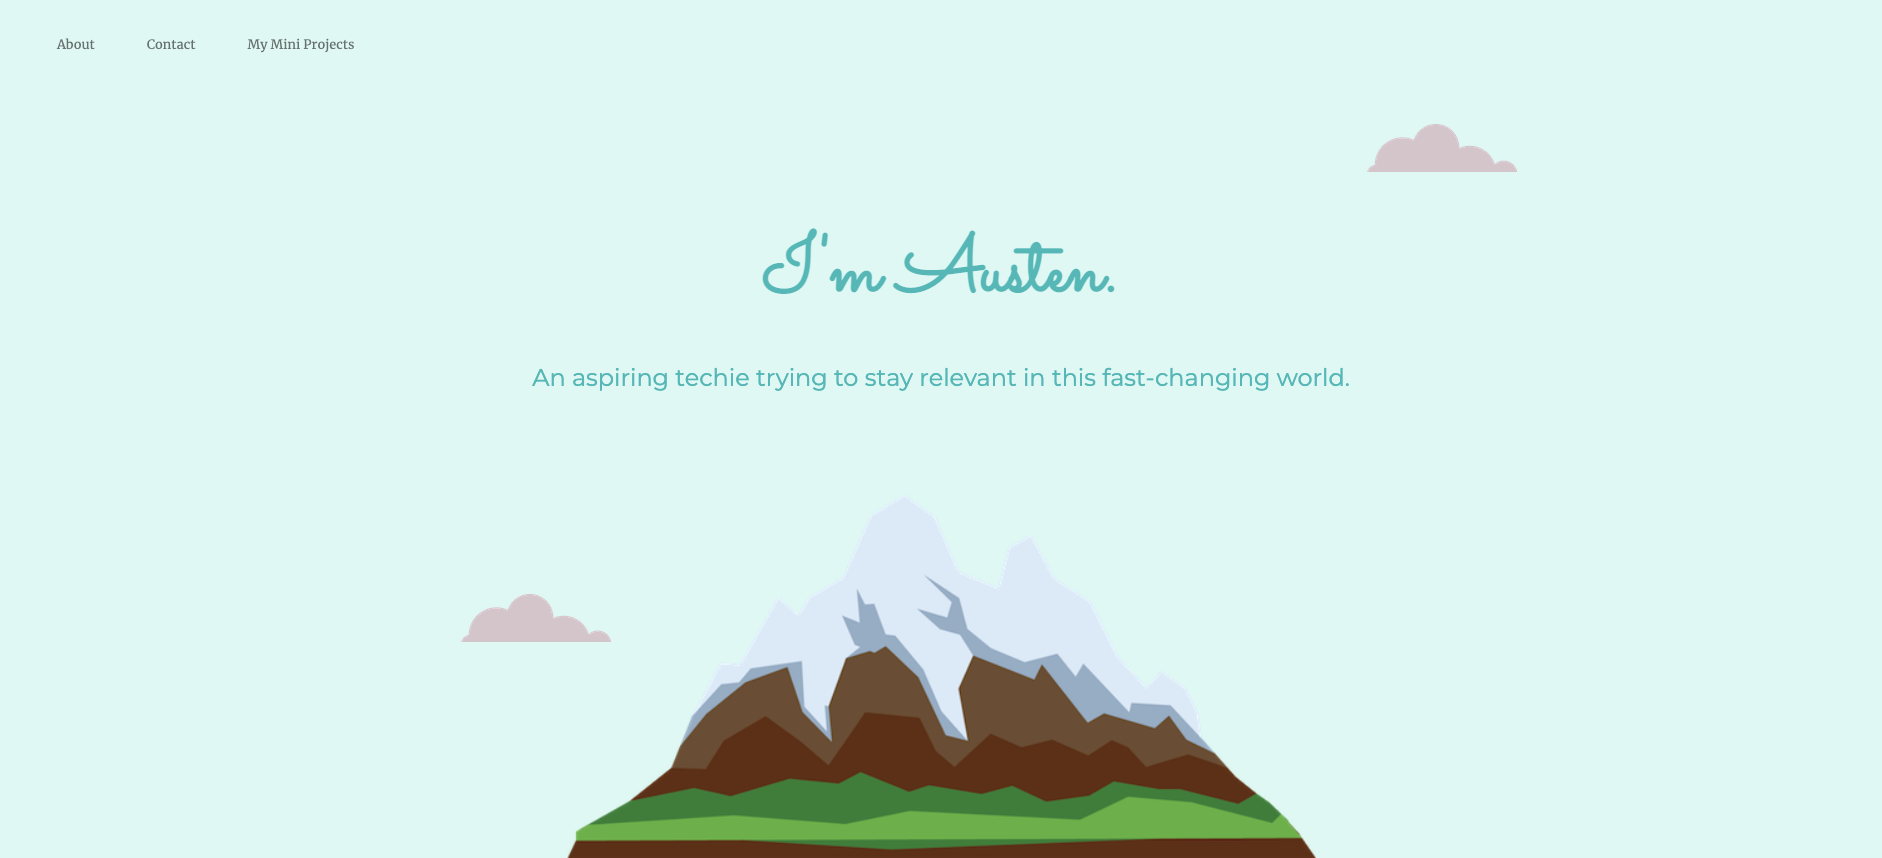 About Contact My Mini Projects
I'm Austen.
An aspiring techie trying to stay relevant in this fast-changing world.